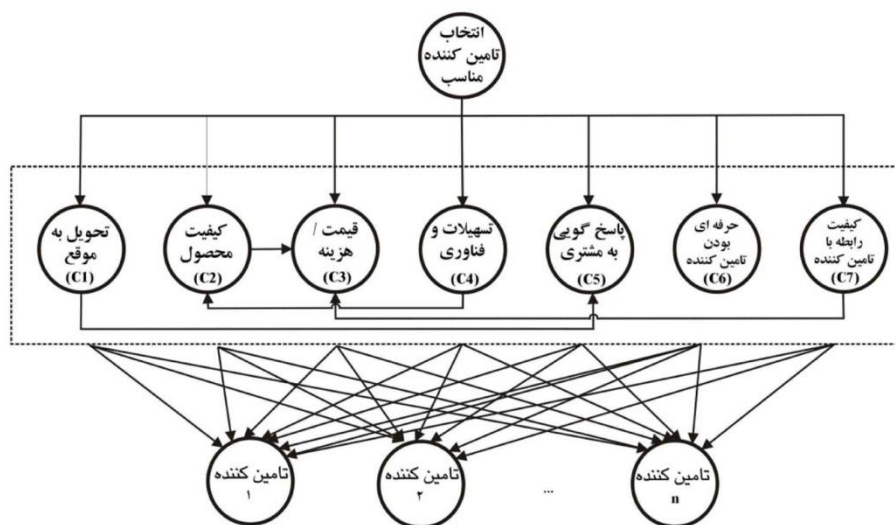 انتخاب
تامین کننده
مناسب
تحویل به
موقع
(C1)
کیفیت
محصول
(C2)
قیمت /
هزینه
(C3)
تسهیلات و
فناوری
(C4)
پاسخ گویی
به مشتری
(C5)
حرفه ای
بودن
تامین کننده
(C6)
کیفیت
رابطه با
تامین کننده
(C7)
تامین کننده
۱
تامین کننده
۲
...
تامین کننده
n